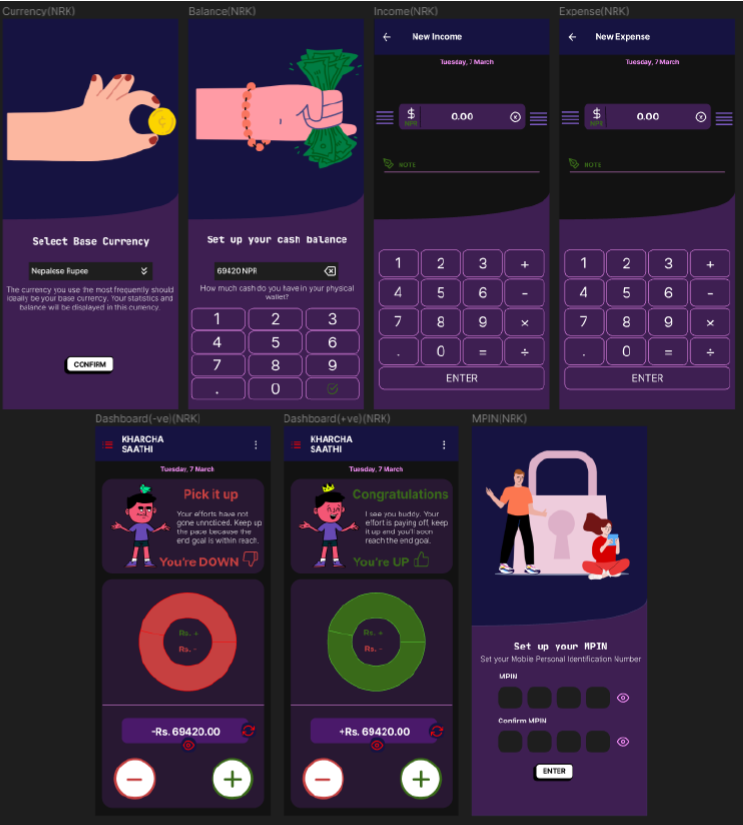 Currency(NRK)
Select Base Currency
Nepalese Rupee
The currency you use the most frequently should
ideally be your base currency. Your statistics and
balance will be displayed in this currency.
CONFIRM
Balance(NRK)
Set up your cash balance
69420 NPR
How much cash do you have in your physical
wallet?
1 2 3
4 5 6
7 8 9
. 0
Income(NRK)
New Income
Tuesday, 7 March
$ 0.00
NPR
NOTE
1 2 3 +
4 5 6 -
7 8 9 ×
. 0 = ÷
ENTER
Expense(NRK)
New Expense
Tuesday, 7 March
$ 0.00
NPR
NOTE
1 2 3 +
4 5 6 -
7 8 9 ×
. 0 = ÷
ENTER
Dashboard(-ve)(NRK)
KHARCHA
SAATHI
Tuesday, 7 March
Pick it up
Your efforts have not
gone unnoticed. Keep up
the pace because the
end goal is within reach.
You're DOWN
Rs. +
Rs. -
-Rs. 69420.00
Dashboard(+ve)(NRK)
KHARCHA
SAATHI
Tuesday, 7 March
Congratulations
I see you buddy. Your
effort is paying off, keep
it up and you'll soon
reach the end goal.
You're UP
Rs. +
Rs. -
+Rs. 69420.00
MPIN(NRK)
Set up your MPIN
Set your Mobile Personal Identification Number
MPIN
Confirm MPIN
ENTER